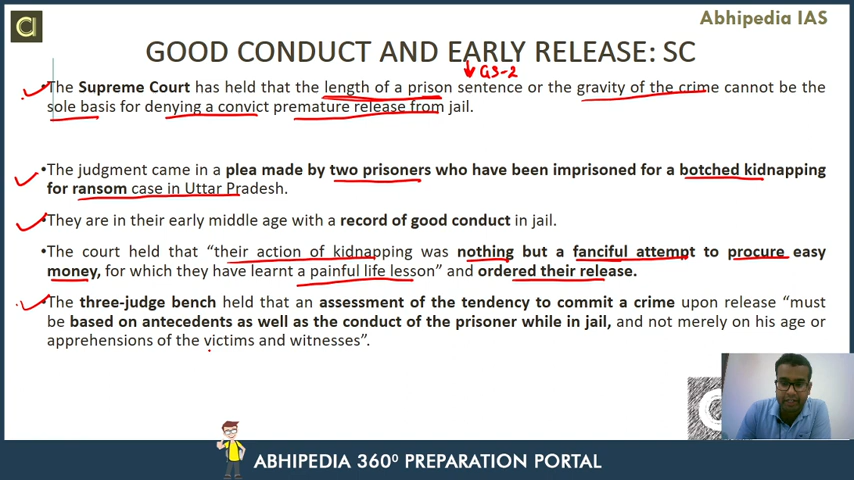 Abhipedia IAS
GOOD CONDUCT AND EARLY RELEASE: SC
GS-2
•The Supreme Court has held that the length of a prison sentence or the gravity of the crime cannot be the
sole basis for denying a convict premature release from jail.
•The judgment came in a plea made by two prisoners who have been imprisoned for a botched kidnapping
for ransom case in Uttar Pradesh.
•They are in their early middle age with a record of good conduct in jail.
•The court held that “their action of kidnapping was nothing but a fanciful attempt to procure easy
money, for which they have learnt a painful life lesson” and ordered their release.
•The three-judge bench held that an assessment of the tendency to commit a crime upon release “must
be based on antecedents as well as the conduct of the prisoner while in jail, and not merely on his age or
apprehensions of the victims and witnesses”.
ABHIPEDIA 360⁰ PREPARATION PORTAL